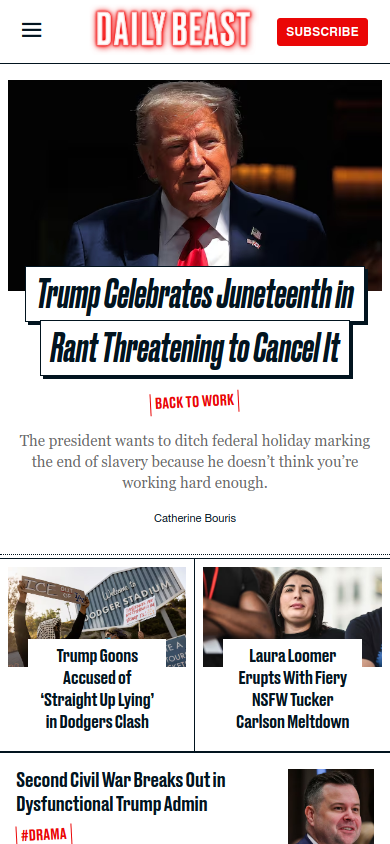 DAILY BEAST
SUBSCRIBE
Trump Celebrates Juneteenth in
Rant Threatening to Cancel It
BACK TO WORK
The president wants to ditch federal holiday marking
the end of slavery because he doesn’t think you’re
working hard enough.
Catherine Bouris
ICE
Welcome to
DODGER STADIUM
Trump Goons
Accused of
‘Straight Up Lying’
in Dodgers Clash
Laura Loomer
Erupts With Fiery
NSFW Tucker
Carlson Meltdown
Second Civil War Breaks Out in
Dysfunctional Trump Admin
#DRAMA